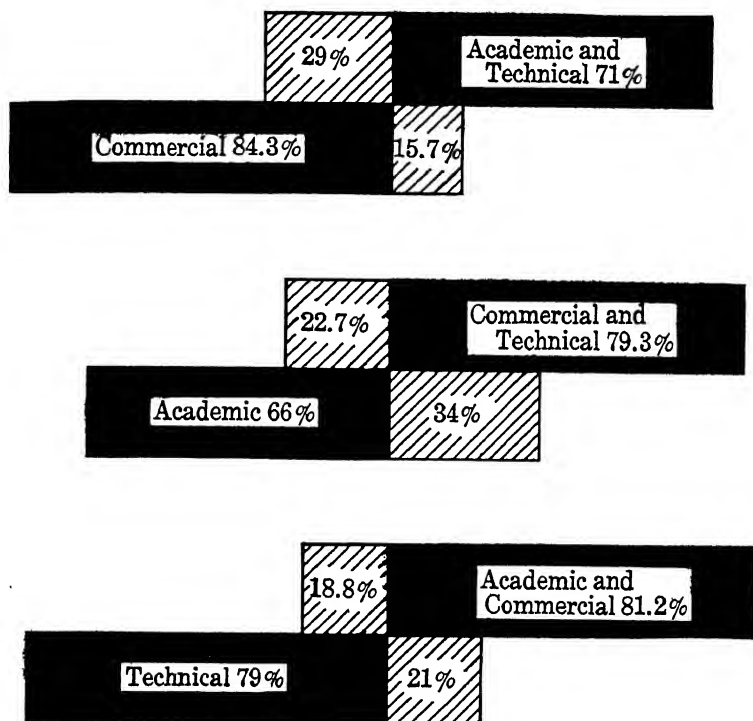 29%
Academic and
Technical 71%
Commercial 84.3%
15.7%
22.7%
Commercial and
Technical 79.3%
Academic 66%
34%
18.8%
Academic and
Commercial 81.2%
Technical 79%
21%